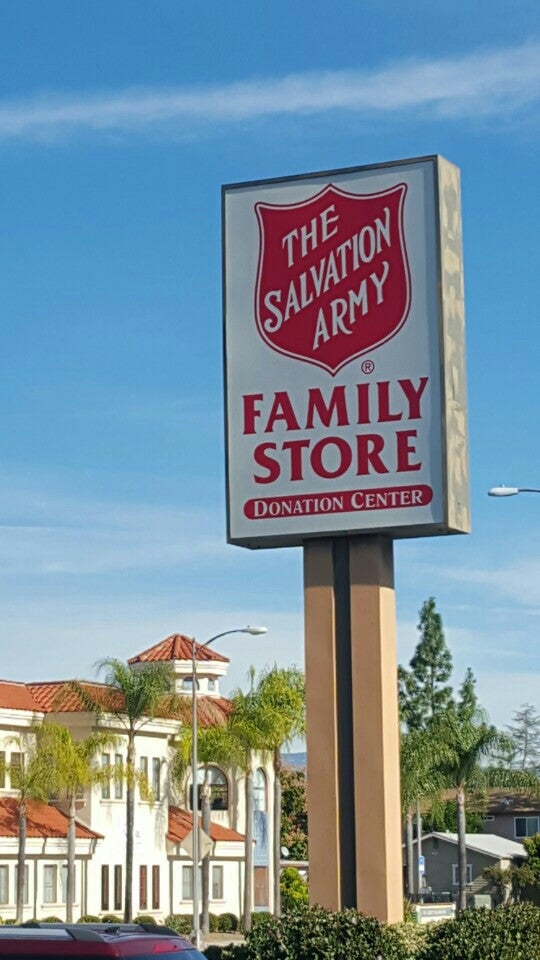 THE
SALVATION
ARMY
®
FAMILY
STORE
DONATION CENTER